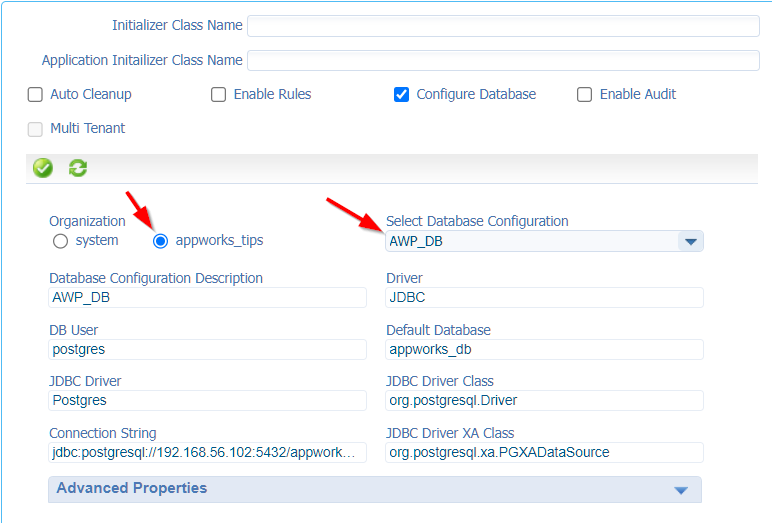 Initializer Class Name
Application Initailizer Class Name
Auto Cleanup Enable Rules Configure Database Enable Audit
Multi Tenant
Organization Select Database Configuration
system appworks_tips AWP_DB
Database Configuration Description Driver
AWP_DB JDBC
DB User Default Database
postgres appworks_db
JDBC Driver JDBC Driver Class
Postgres org.postgresql.Driver
Connection String JDBC Driver XA Class
jdbc:postgresql://192.168.56.102:5432/appwork... org.postgresql.xa.PGXADataSource
Advanced Properties